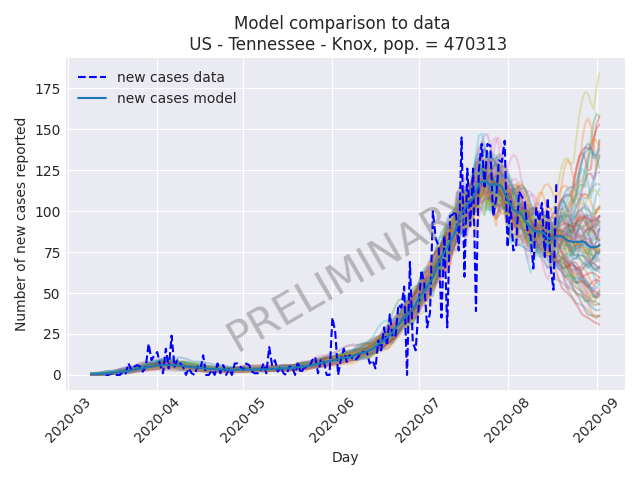 Model comparison to data
US - Tennessee - Knox, pop. = 470313
new cases data
new cases model
PRELIMINARY
Number of new cases reported
175
150
125
100
75
50
25
0
2020-03
2020-04
2020-05
2020-06
2020-07
2020-08
2020-09
Day